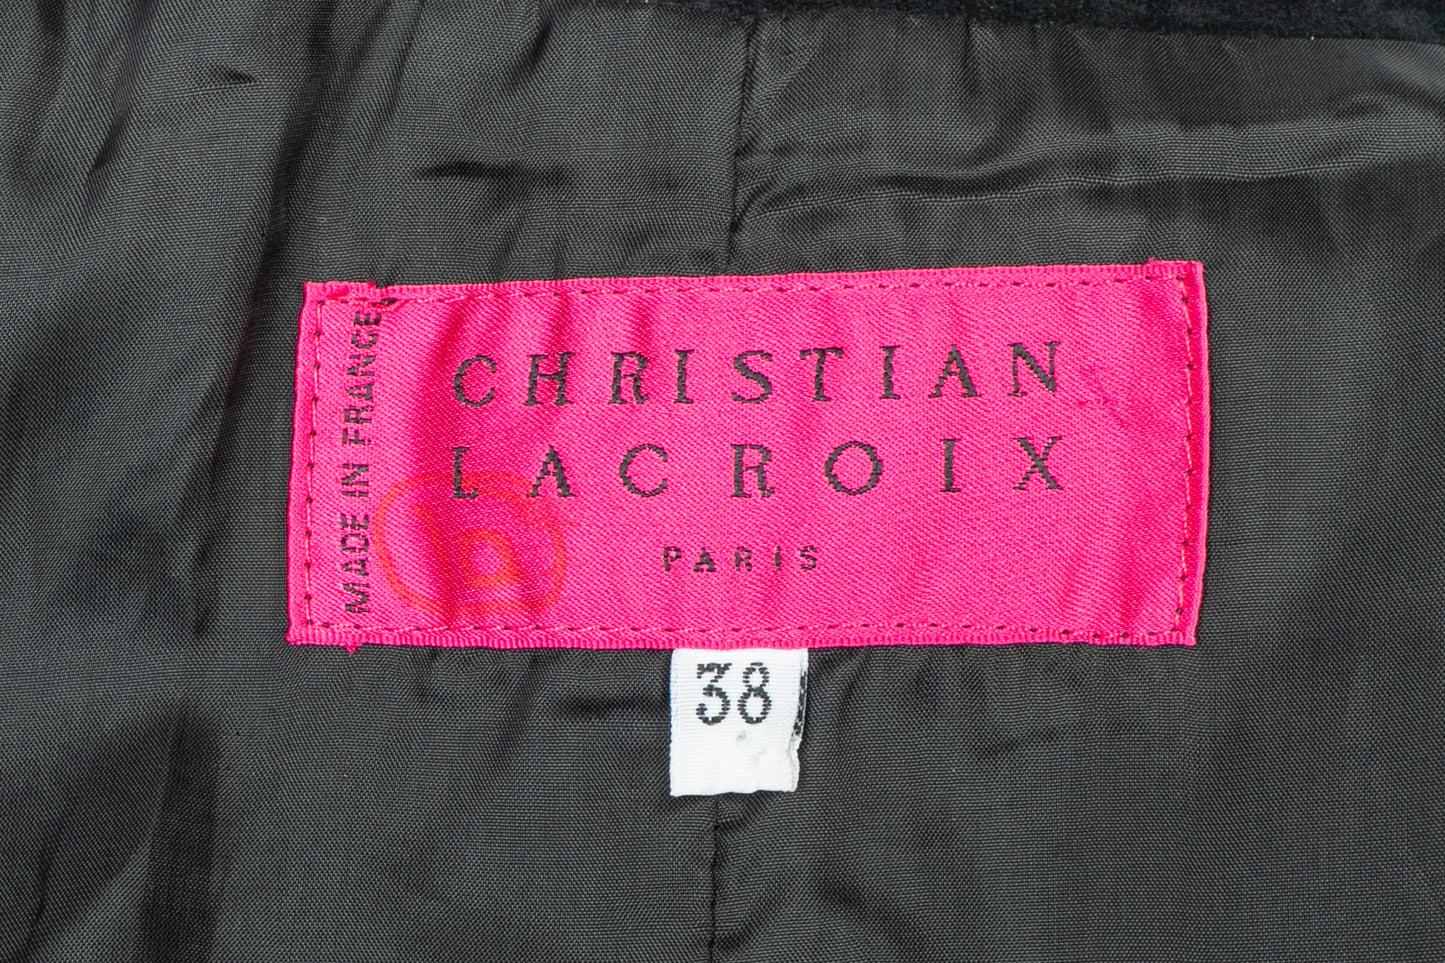 MADE IN FRANCE
CHRISTIAN
LACROIX
PARIS
38